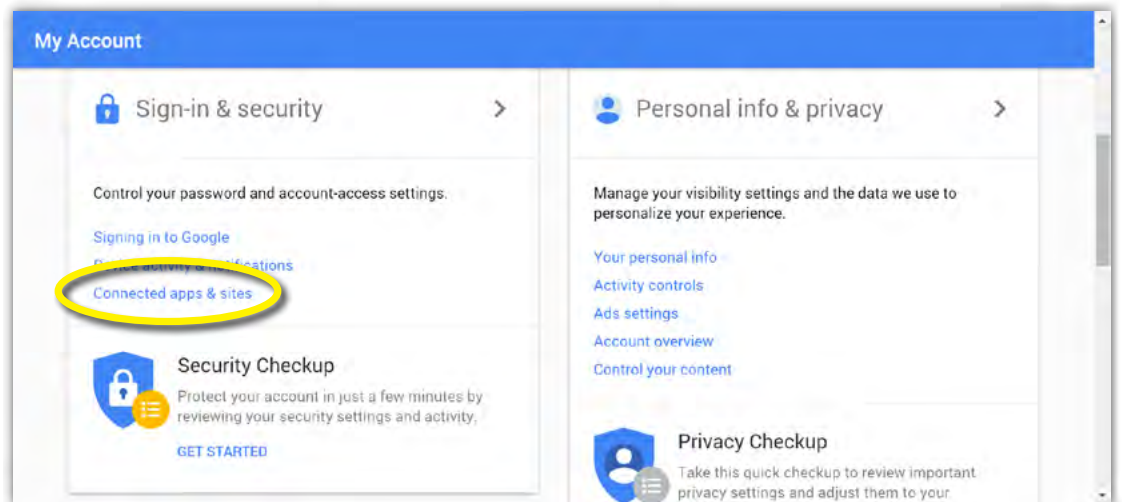 My Account
Sign-in & security
Control your password and account-access settings.
Signing in to Google
Device activity & notifications
Connected apps & sites
Security Checkup
Protect your account in just a few minutes by
reviewing your security settings and activity.
GET STARTED
Personal info & privacy
Manage your visibility settings and the data we use to
personalize your experience.
Your personal info
Activity controls
Ads settings
Account overview
Control your content
Privacy Checkup
Take this quick checkup to review important
privacy settings and adjust them to your